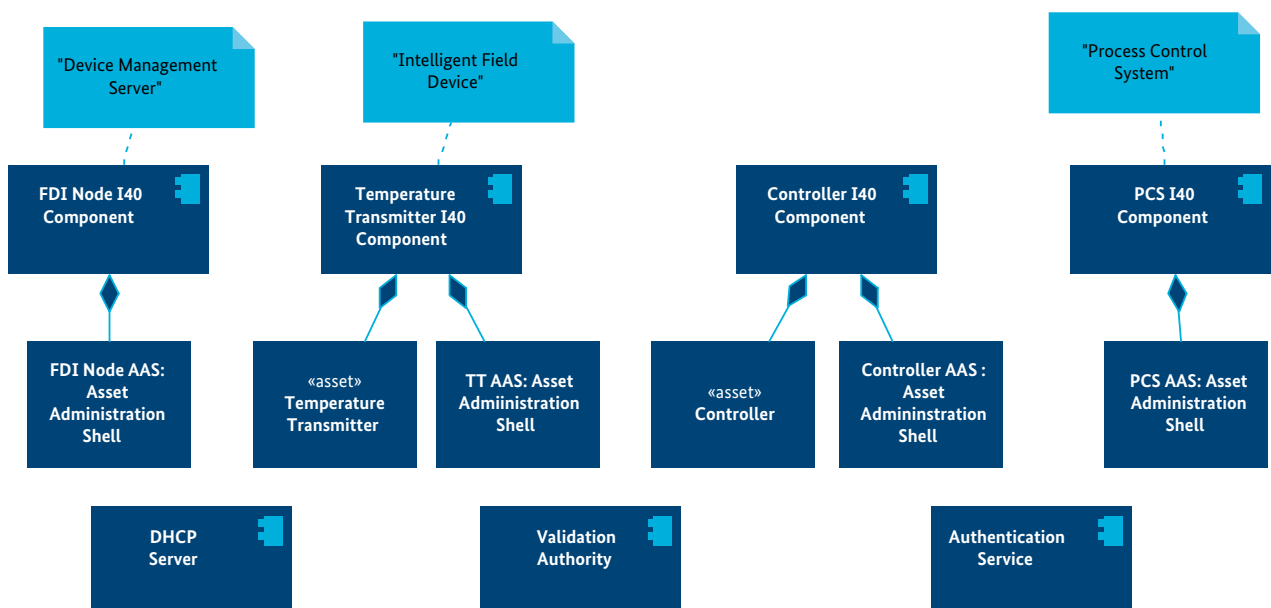 "Device Management
Server"
"Intelligent Field
Device"
"Process Control
System"
FDI Node I40
Component
Temperature
Transmitter I40
Component
Controller I40
Component
PCS I40
Component
FDI Node AAS:
Asset
Administration
Shell
«asset»
Temperature
Transmitter
TT AAS: Asset
Admiinistration
Shell
«asset»
Controller
Controller AAS :
Asset
Admininstration
Shell
PCS AAS: Asset
Administration
Shell
DHCP
Server
Validation
Authority
Authentication
Service